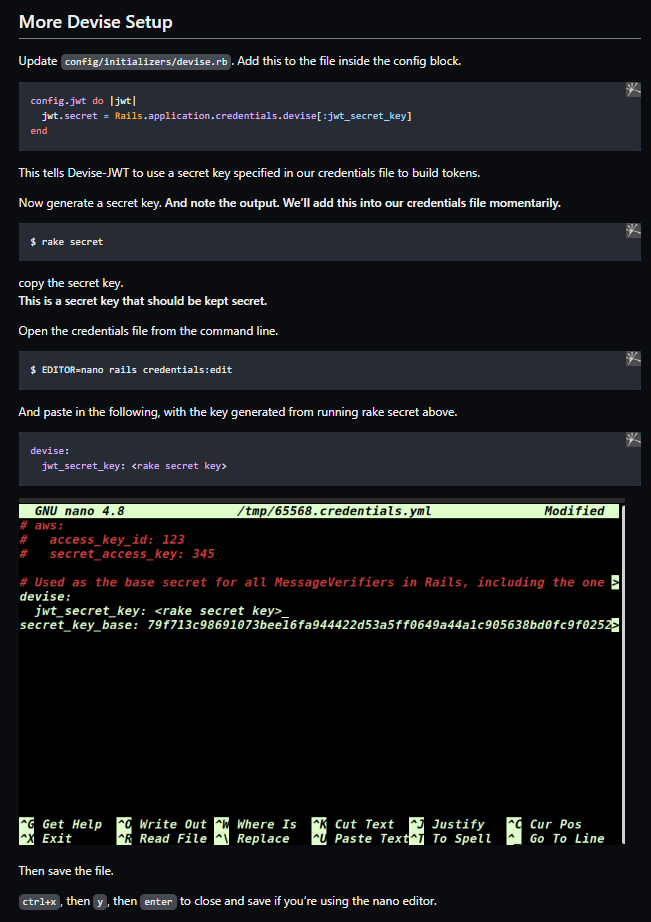 More Devise Setup
Update config/initializers/devise.rb. Add this to the file inside the config block.
config.jwt do |jwt|
  jwt.secret = Rails.application.credentials.devise[:jwt_secret_key]
end
This tells Devise-JWT to use a secret key specified in our credentials file to build tokens.
Now generate a secret key. And note the output. We'll add this into our credentials file momentarily.
$ rake secret
copy the secret key.
This is a secret key that should be kept secret.
Open the credentials file from the command line.
$ EDITOR=nano rails credentials:edit
And paste in the following, with the key generated from running rake secret above.
devise:
  jwt_secret_key: <rake secret key>
GNU nano 4.8 /tmp/65568.credentials.yml Modified
# aws:
#   access_key_id: 123
#   secret_access_key: 345
# Used as the base secret for all MessageVerifiers in Rails, including the one >
devise:
  jwt_secret_key: <rake secret key>_
secret_key_base: 79f713c98691073bee16fa944422d53a5ff0649a44a1c905638bd0fc9f0252>
^G Get Help ^O Write Out ^W Where Is ^K Cut Text ^J Justify ^C Cur Pos
^X Exit ^R Read File ^\ Replace ^U Paste Text ^T To Spell ^_ Go To Line
Then save the file.
ctrl+x, then y, then enter to close and save if you're using the nano editor.